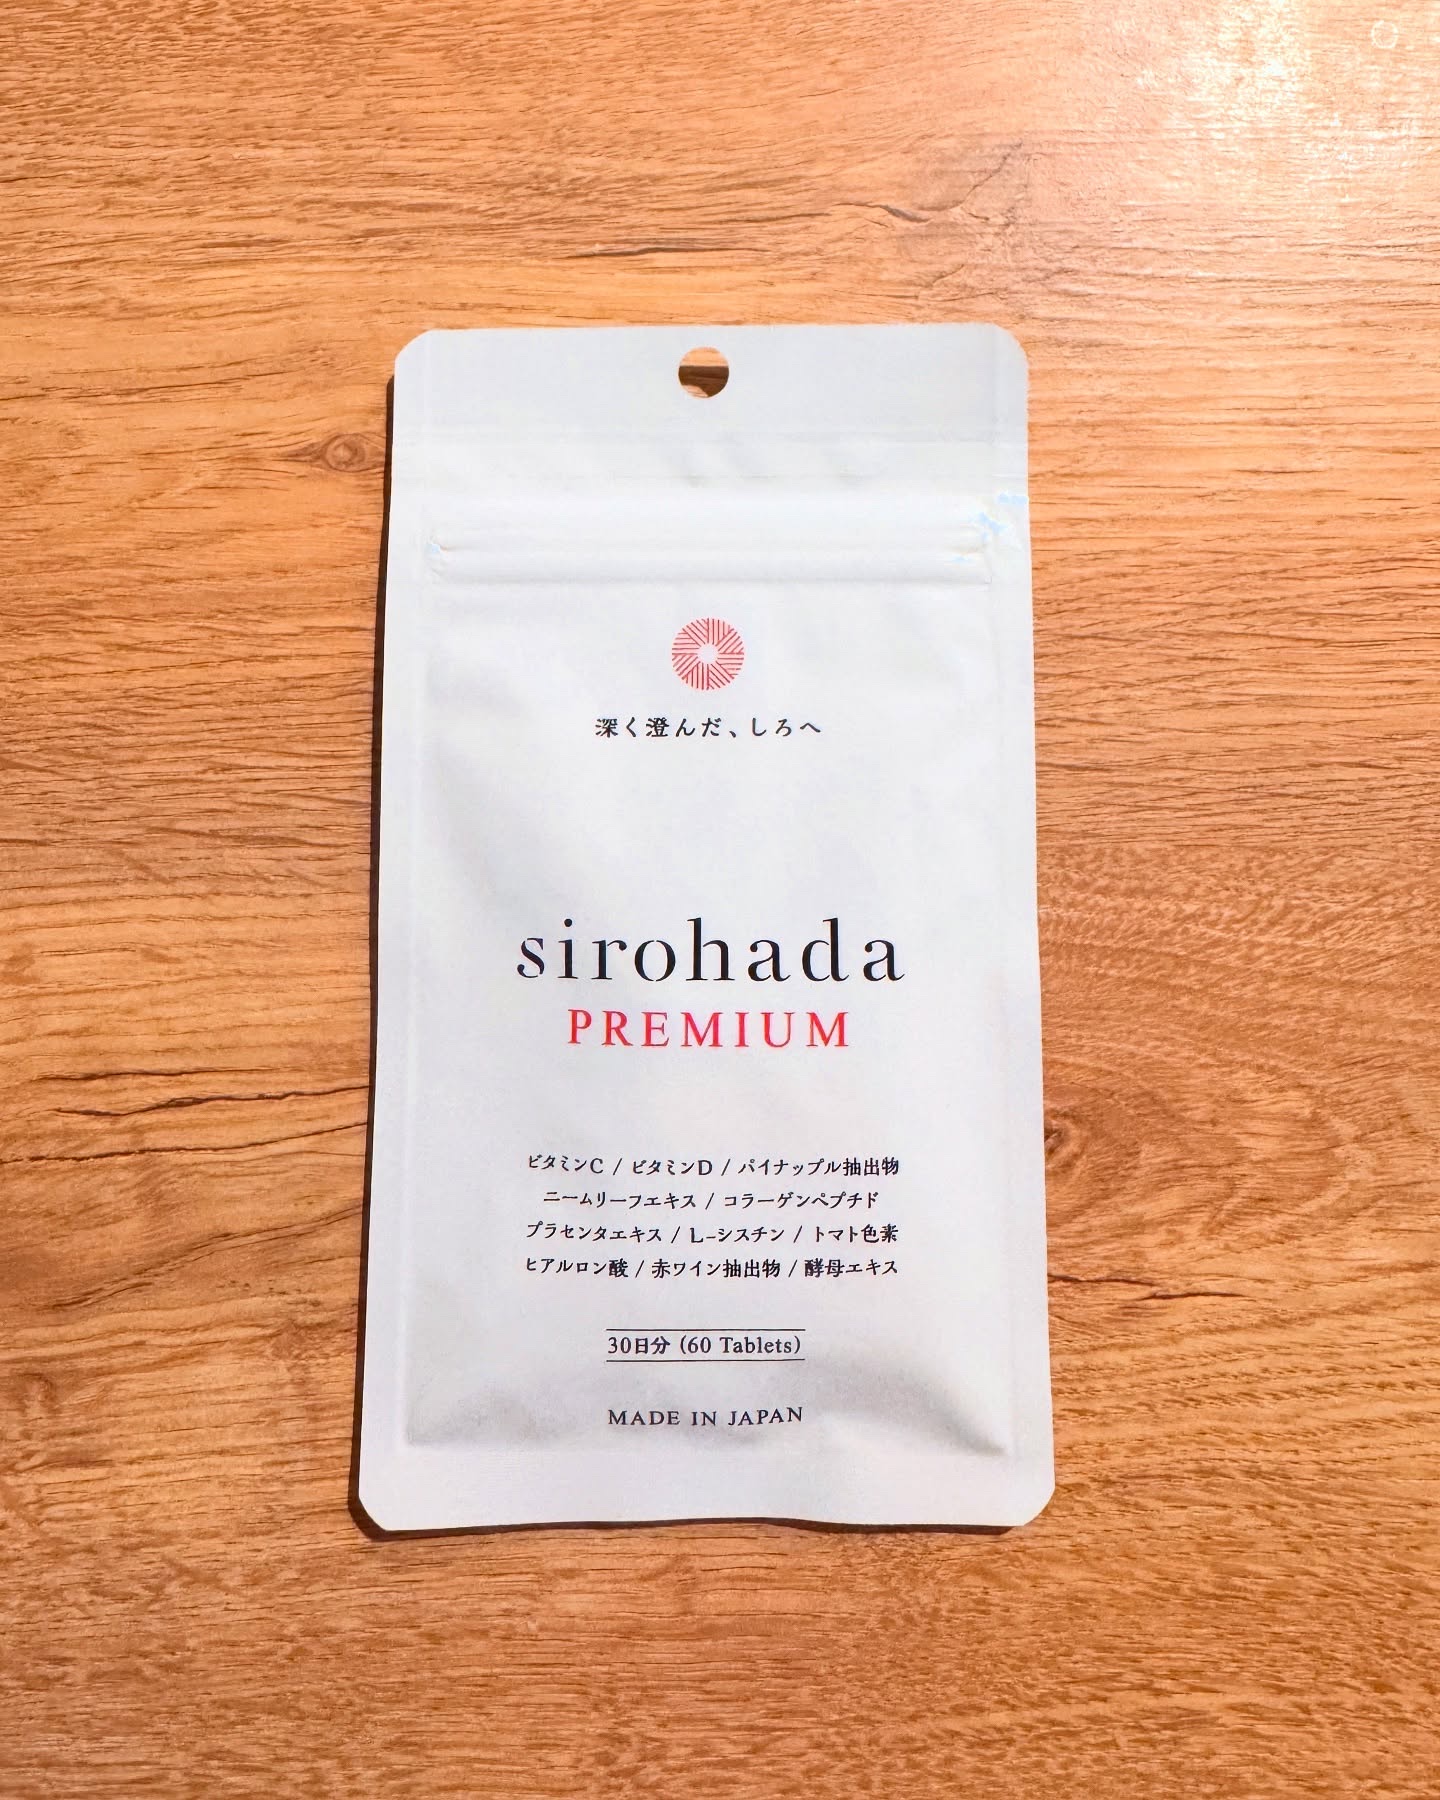 深く澄んだ、しろへ
sirohada
PREMIUM
ビタミンC / ビタミンD / パイナップル抽出物
ニームリーフエキス / コラーゲンペプチド
プラセンタエキス / L-シスチン / トマト色素
ヒアルロン酸 / 赤ワイン抽出物 / 酵母エキス
30日分 (60 Tablets)
MADE IN JAPAN